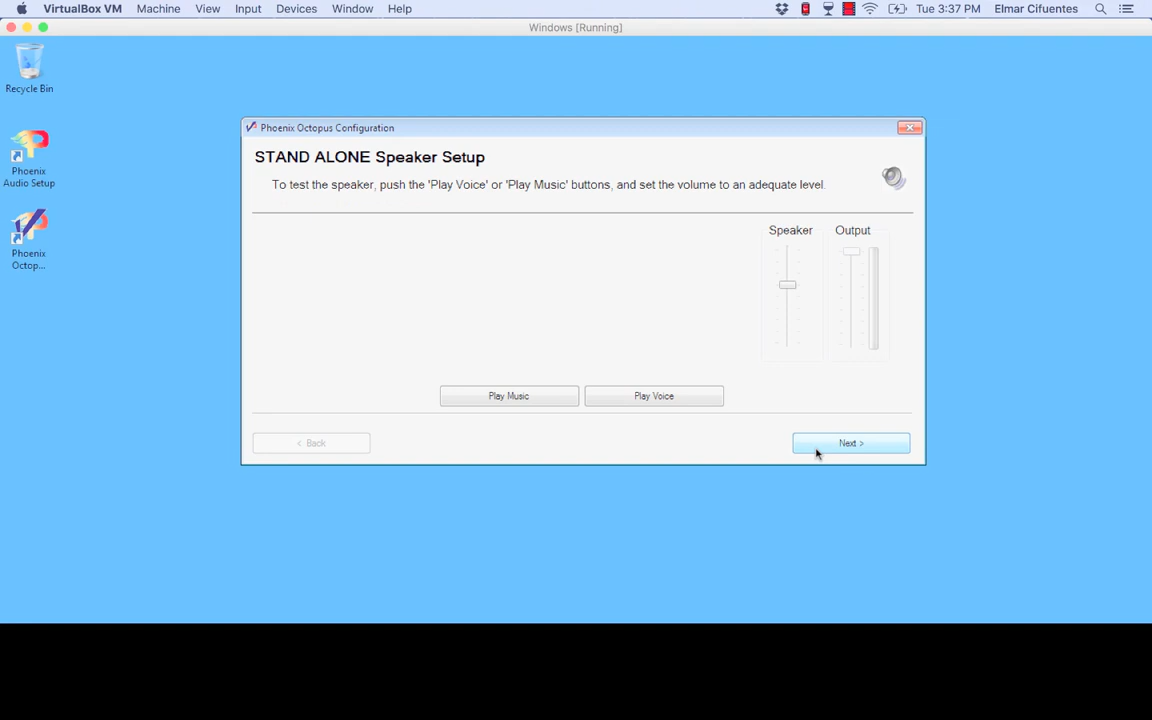 VirtualBox VM Machine View Input Devices Window Help Tue 3:37 PM Elmar Cifuentes
Windows [Running]
Recycle Bin
Phoenix
Audio Setup
Phoenix
Octop...
Phoenix Octopus Configuration
STAND ALONE Speaker Setup
To test the speaker, push the 'Play Voice' or 'Play Music' buttons, and set the volume to an adequate level.
Speaker Output
Play Music Play Voice
< Back Next >